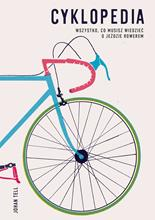 CYKLOPEDIA
WSZYSTKO, CO MUSISZ WIEDZIEĆ
O JEŹDZIE ROWEREM
JOHAN TELL